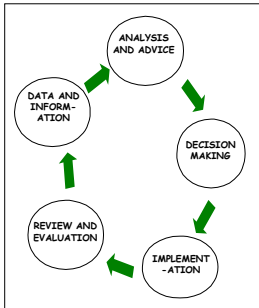 ANALYSIS
AND ADVICE
DATA AND
INFORM-
ATION
DECISION
MAKING
REVIEW AND
EVALUATION
IMPLEMENT
-ATION